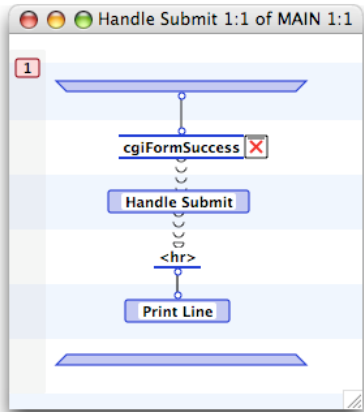 Handle Submit 1:1 of MAIN 1:1
1
cgiFormSuccess
Handle Submit
<hr>
Print Line